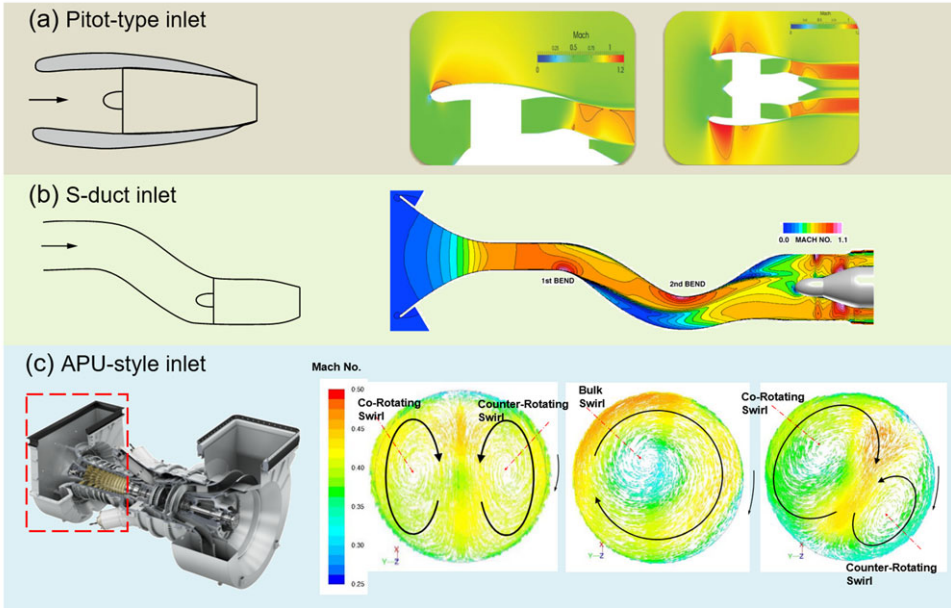 (a) Pitot-type inlet
Mach
0.25 0.5 0.75 1
0 1.2
Mach
0 1.2
(b) S-duct inlet
1st BEND
2nd BEND
0.0 MACH NO. 1.1
(c) APU-style inlet
Mach No.
0.50
0.45
0.40
0.35
0.30
0.25
Co-Rotating
Swirl
Counter-Rotating
Swirl
X
Y Z
Bulk
Swirl
X
Y Z
Co-Rotating
Swirl
X
Y Z
Counter-Rotating
Swirl